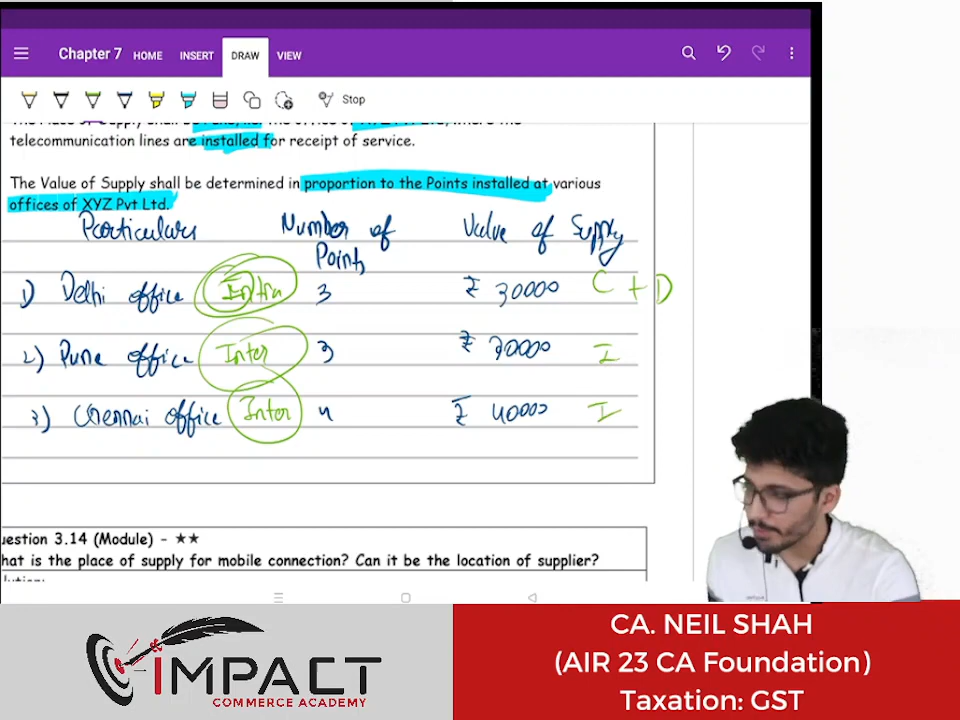 Chapter 7 HOME INSERT DRAW VIEW
Stop
telecommunication lines are installed for receipt of service.
The Value of Supply shall be determined in proportion to the Points installed at various
offices of XYZ Pvt Ltd.
Particulars Number of Points Value of Supply
1) Delhi office Intra 3 ₹ 30000 C + D
2) Pune office Inter 3 ₹ 30000 I
3) Chennai office Inter 4 ₹ 40000 I
uestion 3.14 (Module) - ★★
hat is the place of supply for mobile connection? Can it be the location of supplier?
IMPACT
COMMERCE ACADEMY
CA. NEIL SHAH
(AIR 23 CA Foundation)
Taxation: GST